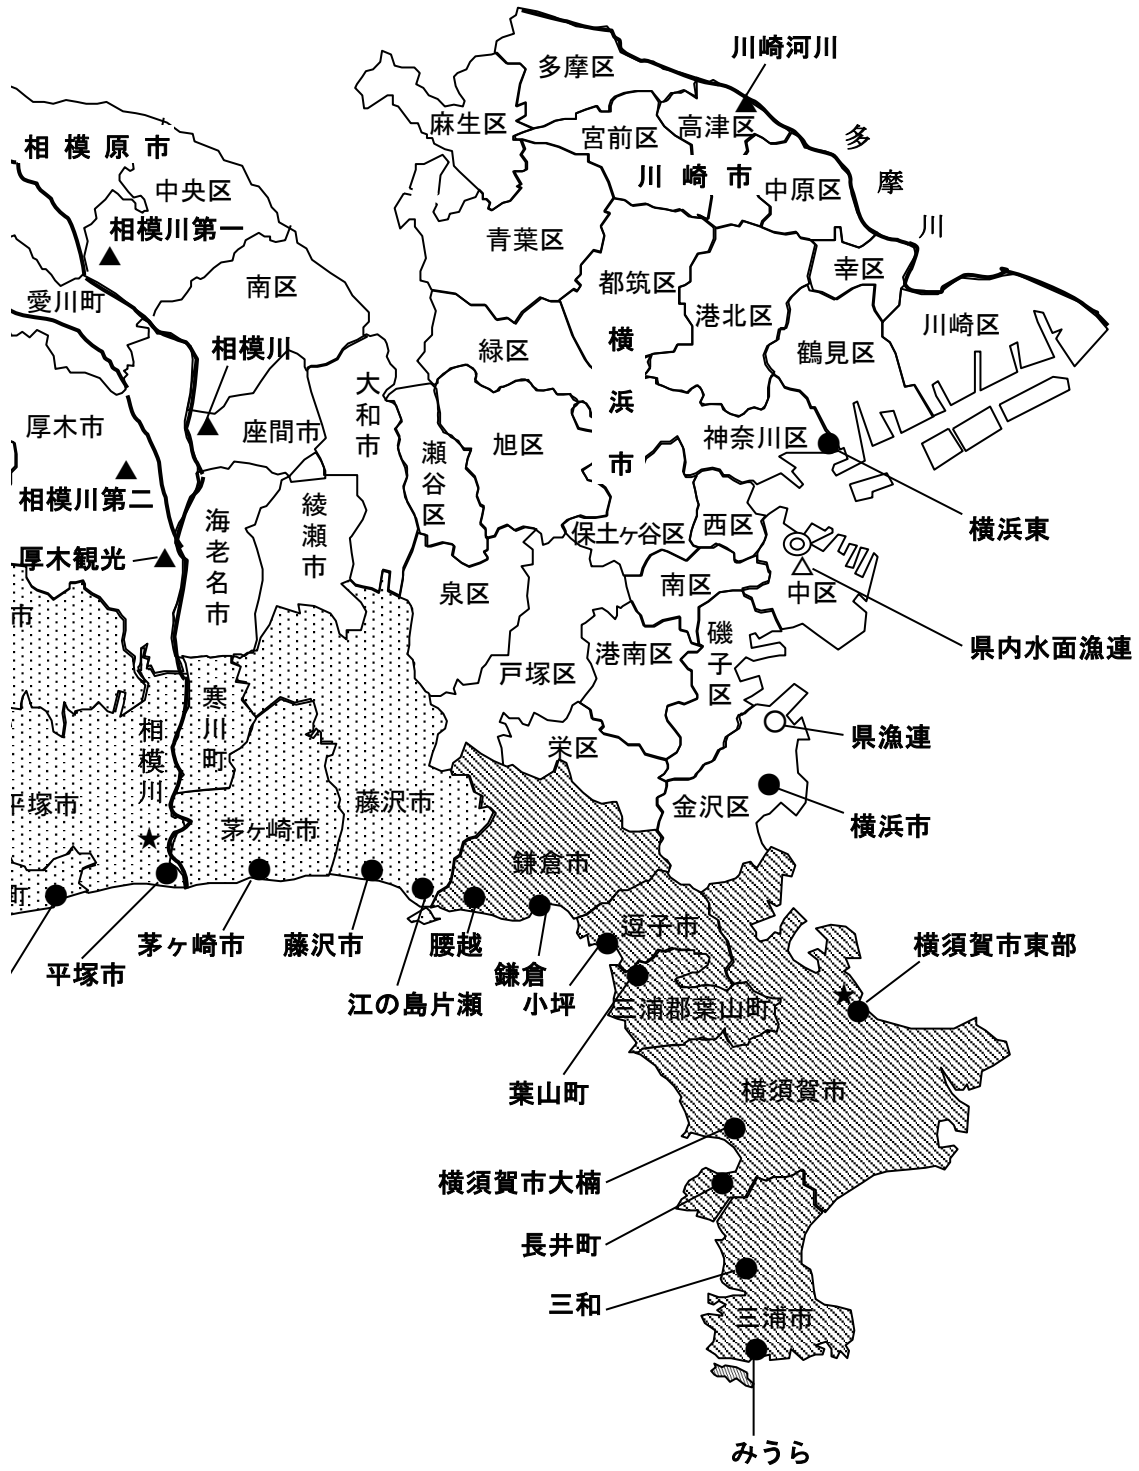 川崎河川
多摩区
麻生区
宮前区
高津区
多
摩
川
相模原市
川崎市
中央区
中原区
相模川第一
青葉区
幸区
愛川町
南区
都筑区
港北区
川崎区
緑区
横
浜
市
鶴見区
相模川
大
和
市
厚木市
座間市
旭区
神奈川区
瀬
谷
区
相模川第二
綾
瀬
市
海
老
名
市
保土ヶ谷区
西区
横浜東
厚木観光
泉区
南区
中区
市
県内水面漁連
磯
子
区
港南区
戸塚区
寒
川
町
相
模
川
栄区
県漁連
平塚市
藤沢市
金沢区
横浜市
茅ヶ崎市
鎌倉市
町
逗子市
茅ヶ崎市
藤沢市
腰越
横須賀市東部
平塚市
鎌倉
江の島片瀬
小坪
三浦郡葉山町
葉山町
横須賀市
横須賀市大楠
長井町
三和
三浦市
みうら